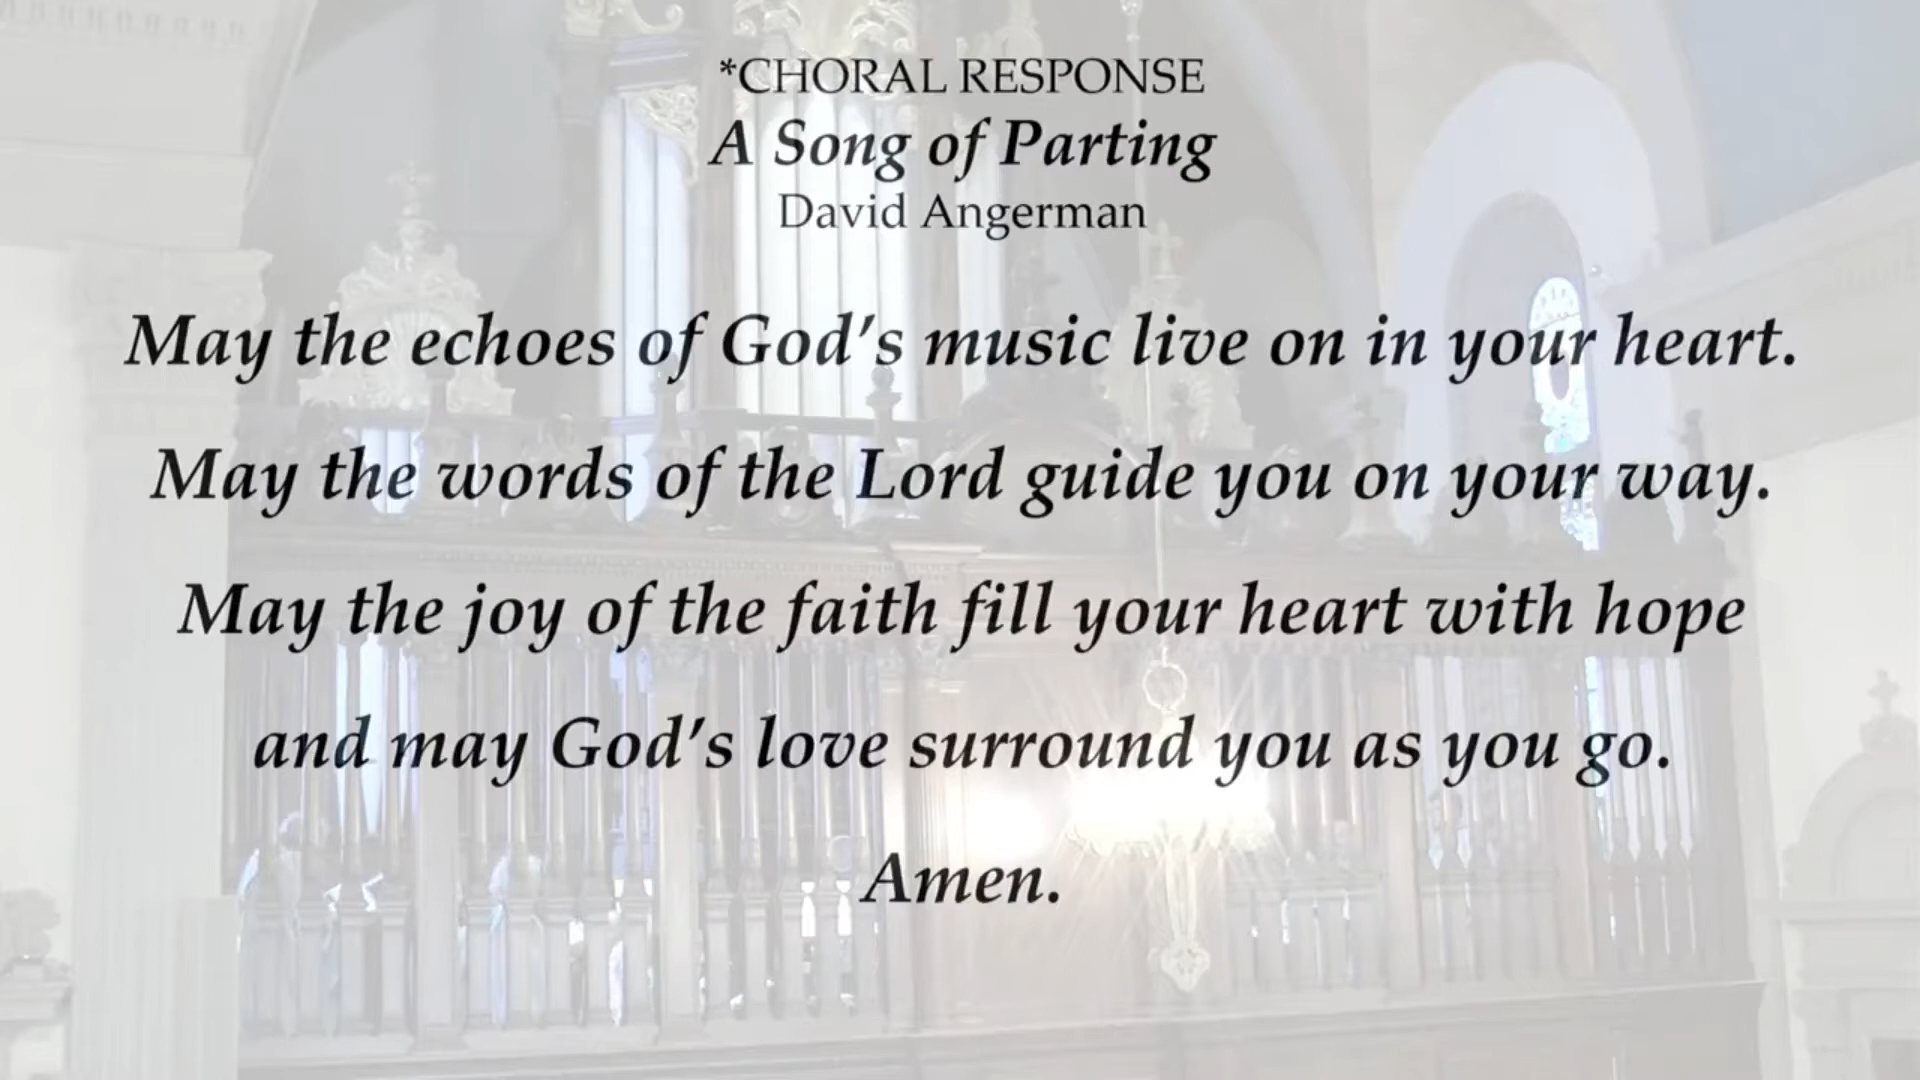 *CHORAL RESPONSE
A Song of Parting
David Angerman
May the echoes of God's music live on in your heart.
May the words of the Lord guide you on your way.
May the joy of the faith fill your heart with hope
and may God's love surround you as you go.
Amen.